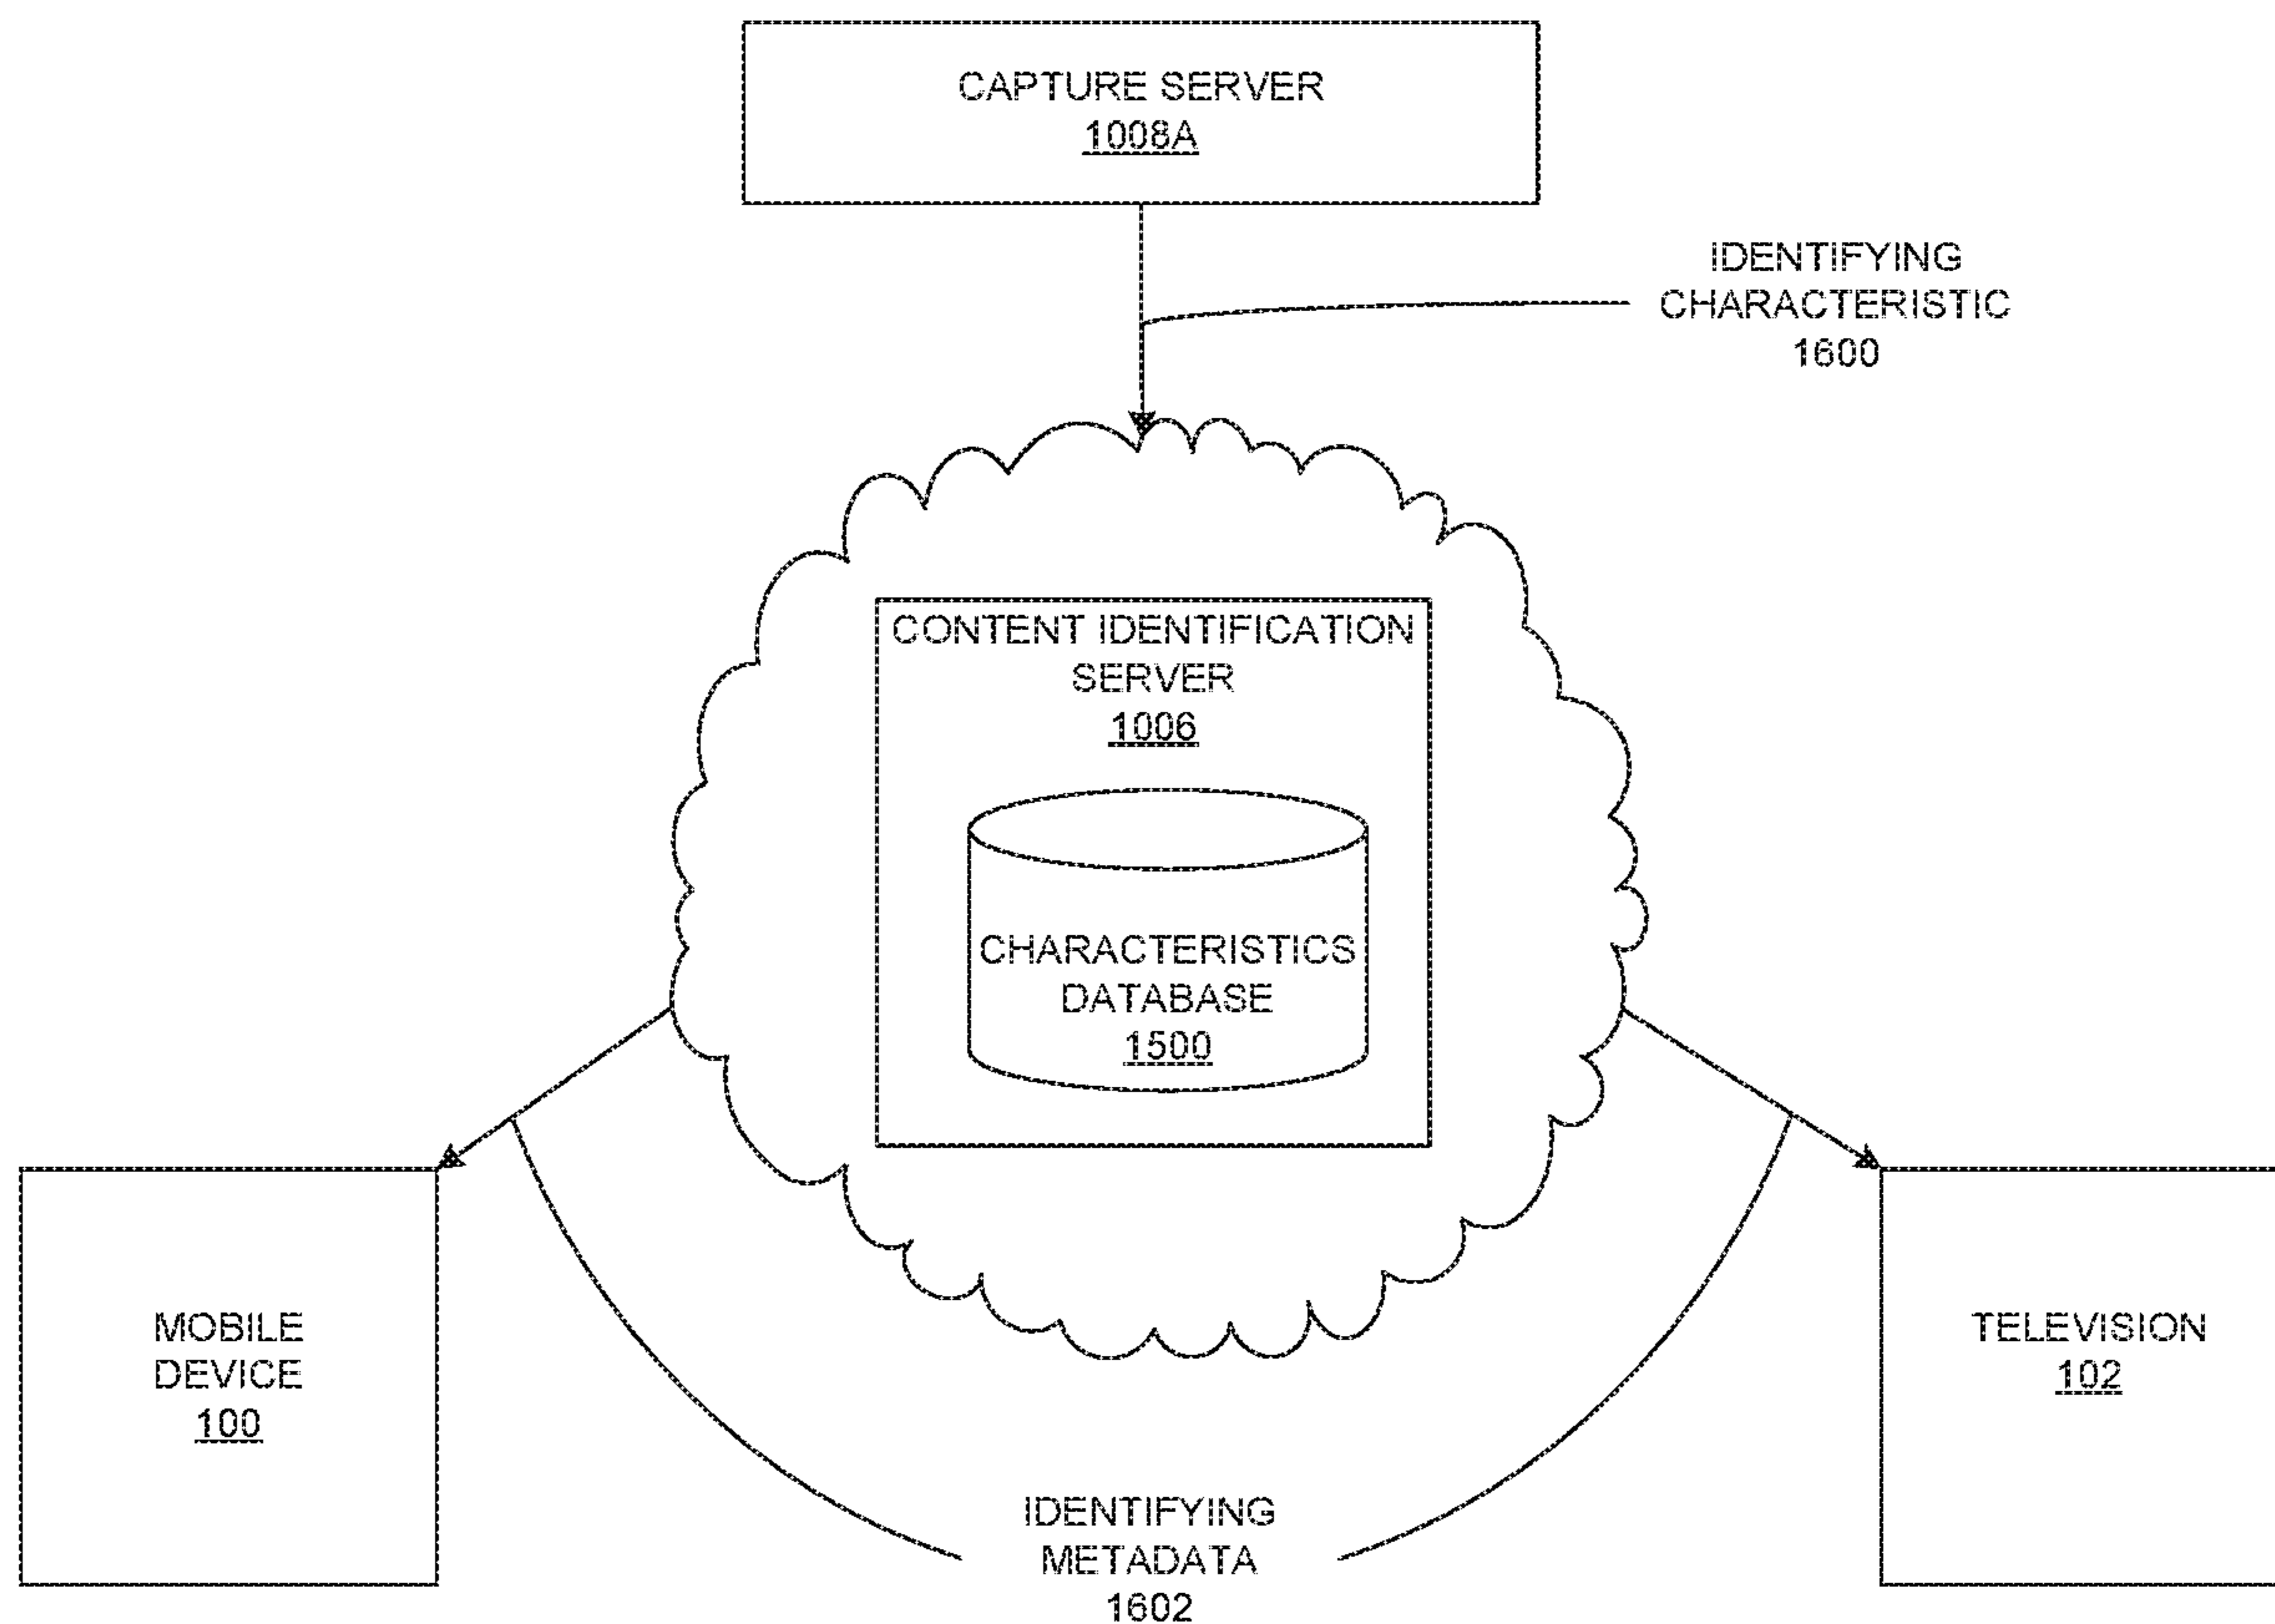 CAPTURE SERVER
1008A
IDENTIFYING
CHARACTERISTIC
1600
CONTENT IDENTIFICATION
SERVER
1006
CHARACTERISTICS
DATABASE
1500
MOBILE
DEVICE
100
TELEVISION
102
IDENTIFYING
METADATA
1602